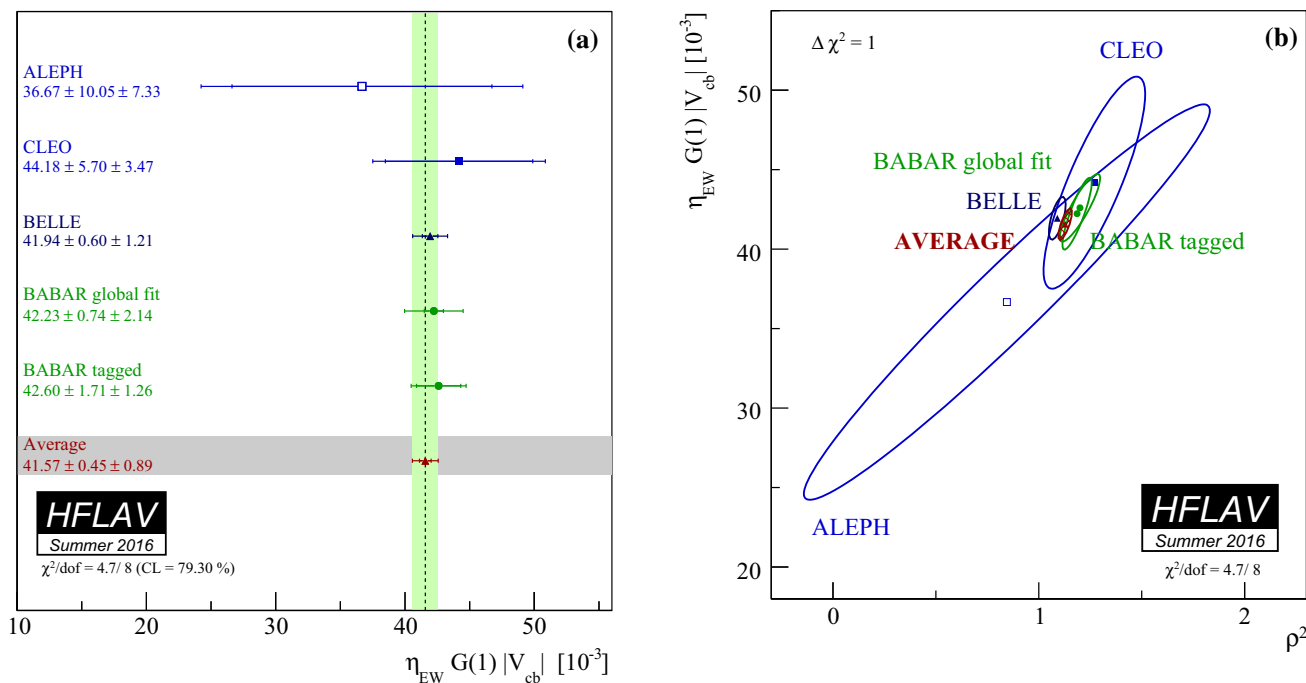 (a)
ALEPH
36.67 ± 10.05 ± 7.33
CLEO
44.18 ± 5.70 ± 3.47
BELLE
41.94 ± 0.60 ± 1.21
BABAR global fit
42.23 ± 0.74 ± 2.14
BABAR tagged
42.60 ± 1.71 ± 1.26
Average
41.57 ± 0.45 ± 0.89
HFLAV
Summer 2016
χ²/dof = 4.7/ 8 (CL = 79.30 %)
10 20 30 40 50
η_EW G(1) |V_cb| [10⁻³]
η_EW G(1) |V_cb| [10⁻³]
(b)
Δ χ² = 1
CLEO
50
BABAR global fit
BELLE
AVERAGE
BABAR tagged
40
30
ALEPH
20
HFLAV
Summer 2016
χ²/dof = 4.7/ 8
0 1 2
ρ²